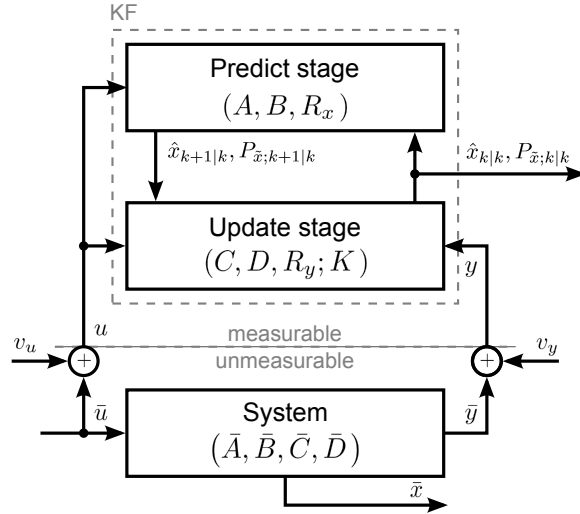 KF
Predict stage
(A, B, R_x)
x̂_{k+1|k}, P_{x̃;k+1|k}
x̂_{k|k}, P_{x̃;k|k}
Update stage
(C, D, R_y; K)
y
u
measurable
v_u
+
unmeasurable
+
v_y
ū
System
ȳ
(Ā, B̄, C̄, D̄)
x̄